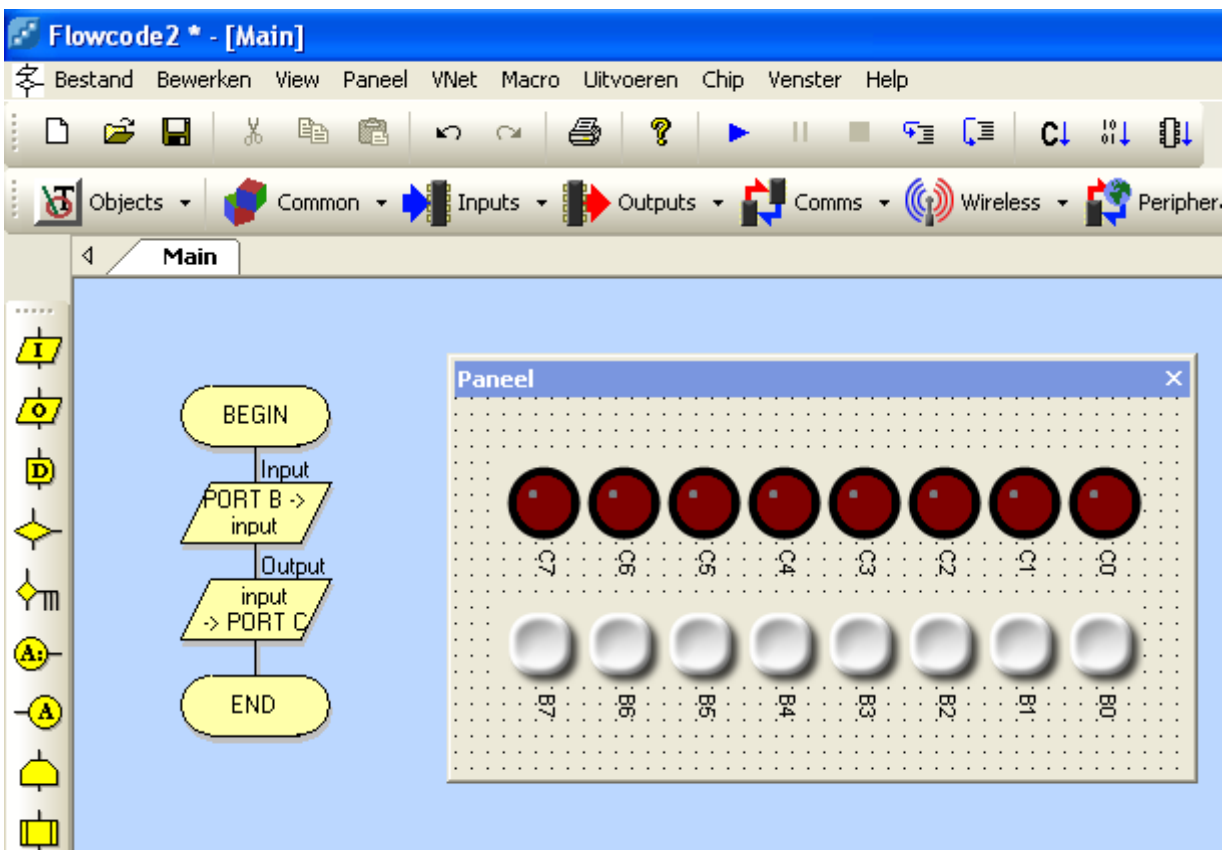 Flowcode2 * - [Main]
Bestand Bewerken View Paneel VNet Macro Uitvoeren Chip Venster Help
Objects Common Inputs Outputs Comms Wireless Peripher
Main
BEGIN
Input
PORT B ->
input
Output
input
-> PORT C
END
Paneel
C7 C6 C5 C4 C3 C2 C1 C0
B7 B6 B5 B4 B3 B2 B1 B0
I
O
D
A:
A